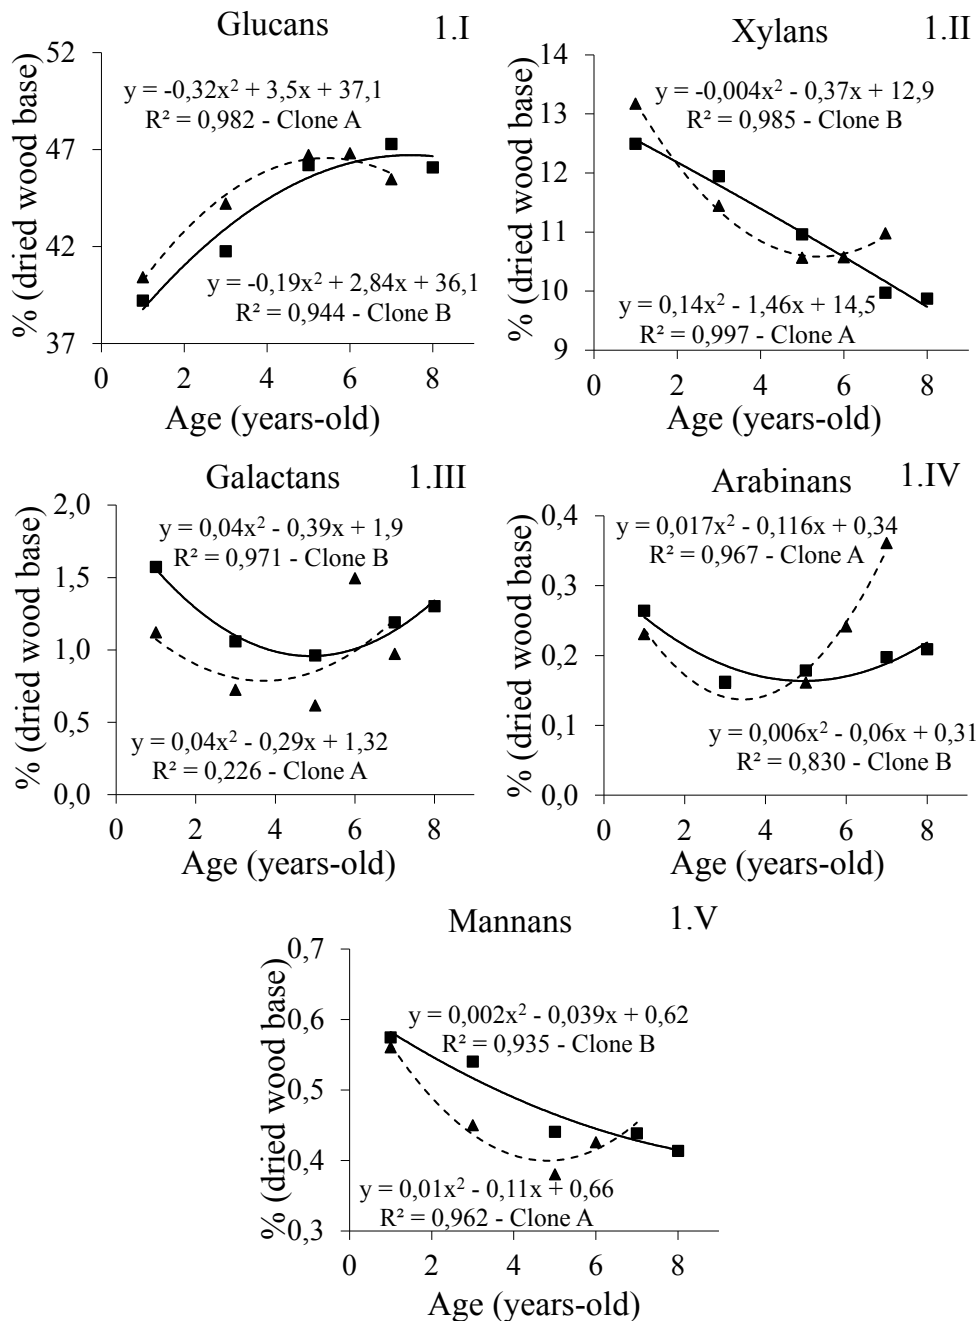 Glucans
1.I
% (dried wood base)
52
47
42
37
y = -0,32x² + 3,5x + 37,1
R² = 0,982 - Clone A
y = -0,19x² + 2,84x + 36,1
R² = 0,944 - Clone B
0 2 4 6 8
Age (years-old)
Xylans
1.II
% (dried wood base)
14
13
12
11
10
9
y = -0,004x² - 0,37x + 12,9
R² = 0,985 - Clone B
y = 0,14x² - 1,46x + 14,5
R² = 0,997 - Clone A
0 2 4 6 8
Age (years-old)
Galactans
1.III
% (dried wood base)
2,0
1,5
1,0
0,5
0,0
y = 0,04x² - 0,39x + 1,9
R² = 0,971 - Clone B
y = 0,04x² - 0,29x + 1,32
R² = 0,226 - Clone A
0 2 4 6 8
Age (years-old)
Arabinans
1.IV
% (dried wood base)
0,4
0,3
0,2
0,1
0,0
y = 0,017x² - 0,116x + 0,34
R² = 0,967 - Clone A
y = 0,006x² - 0,06x + 0,31
R² = 0,830 - Clone B
0 2 4 6 8
Age (years-old)
Mannans
1.V
% (dried wood base)
0,7
0,6
0,5
0,4
0,3
y = 0,002x² - 0,039x + 0,62
R² = 0,935 - Clone B
y = 0,01x² - 0,11x + 0,66
R² = 0,962 - Clone A
0 2 4 6 8
Age (years-old)